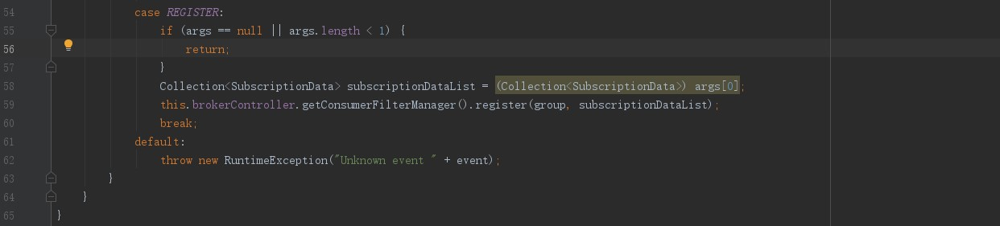 54 case REGISTER:
55 if (args == null || args.length < 1) {
56 return;
57 }
58 Collection<SubscriptionData> subscriptionDataList = (Collection<SubscriptionData>) args[0];
59 this.brokerController.getConsumerFilterManager().register(group, subscriptionDataList);
60 break;
61 default:
62 throw new RuntimeException("Unknown event " + event);
63 }
64 }
65 }